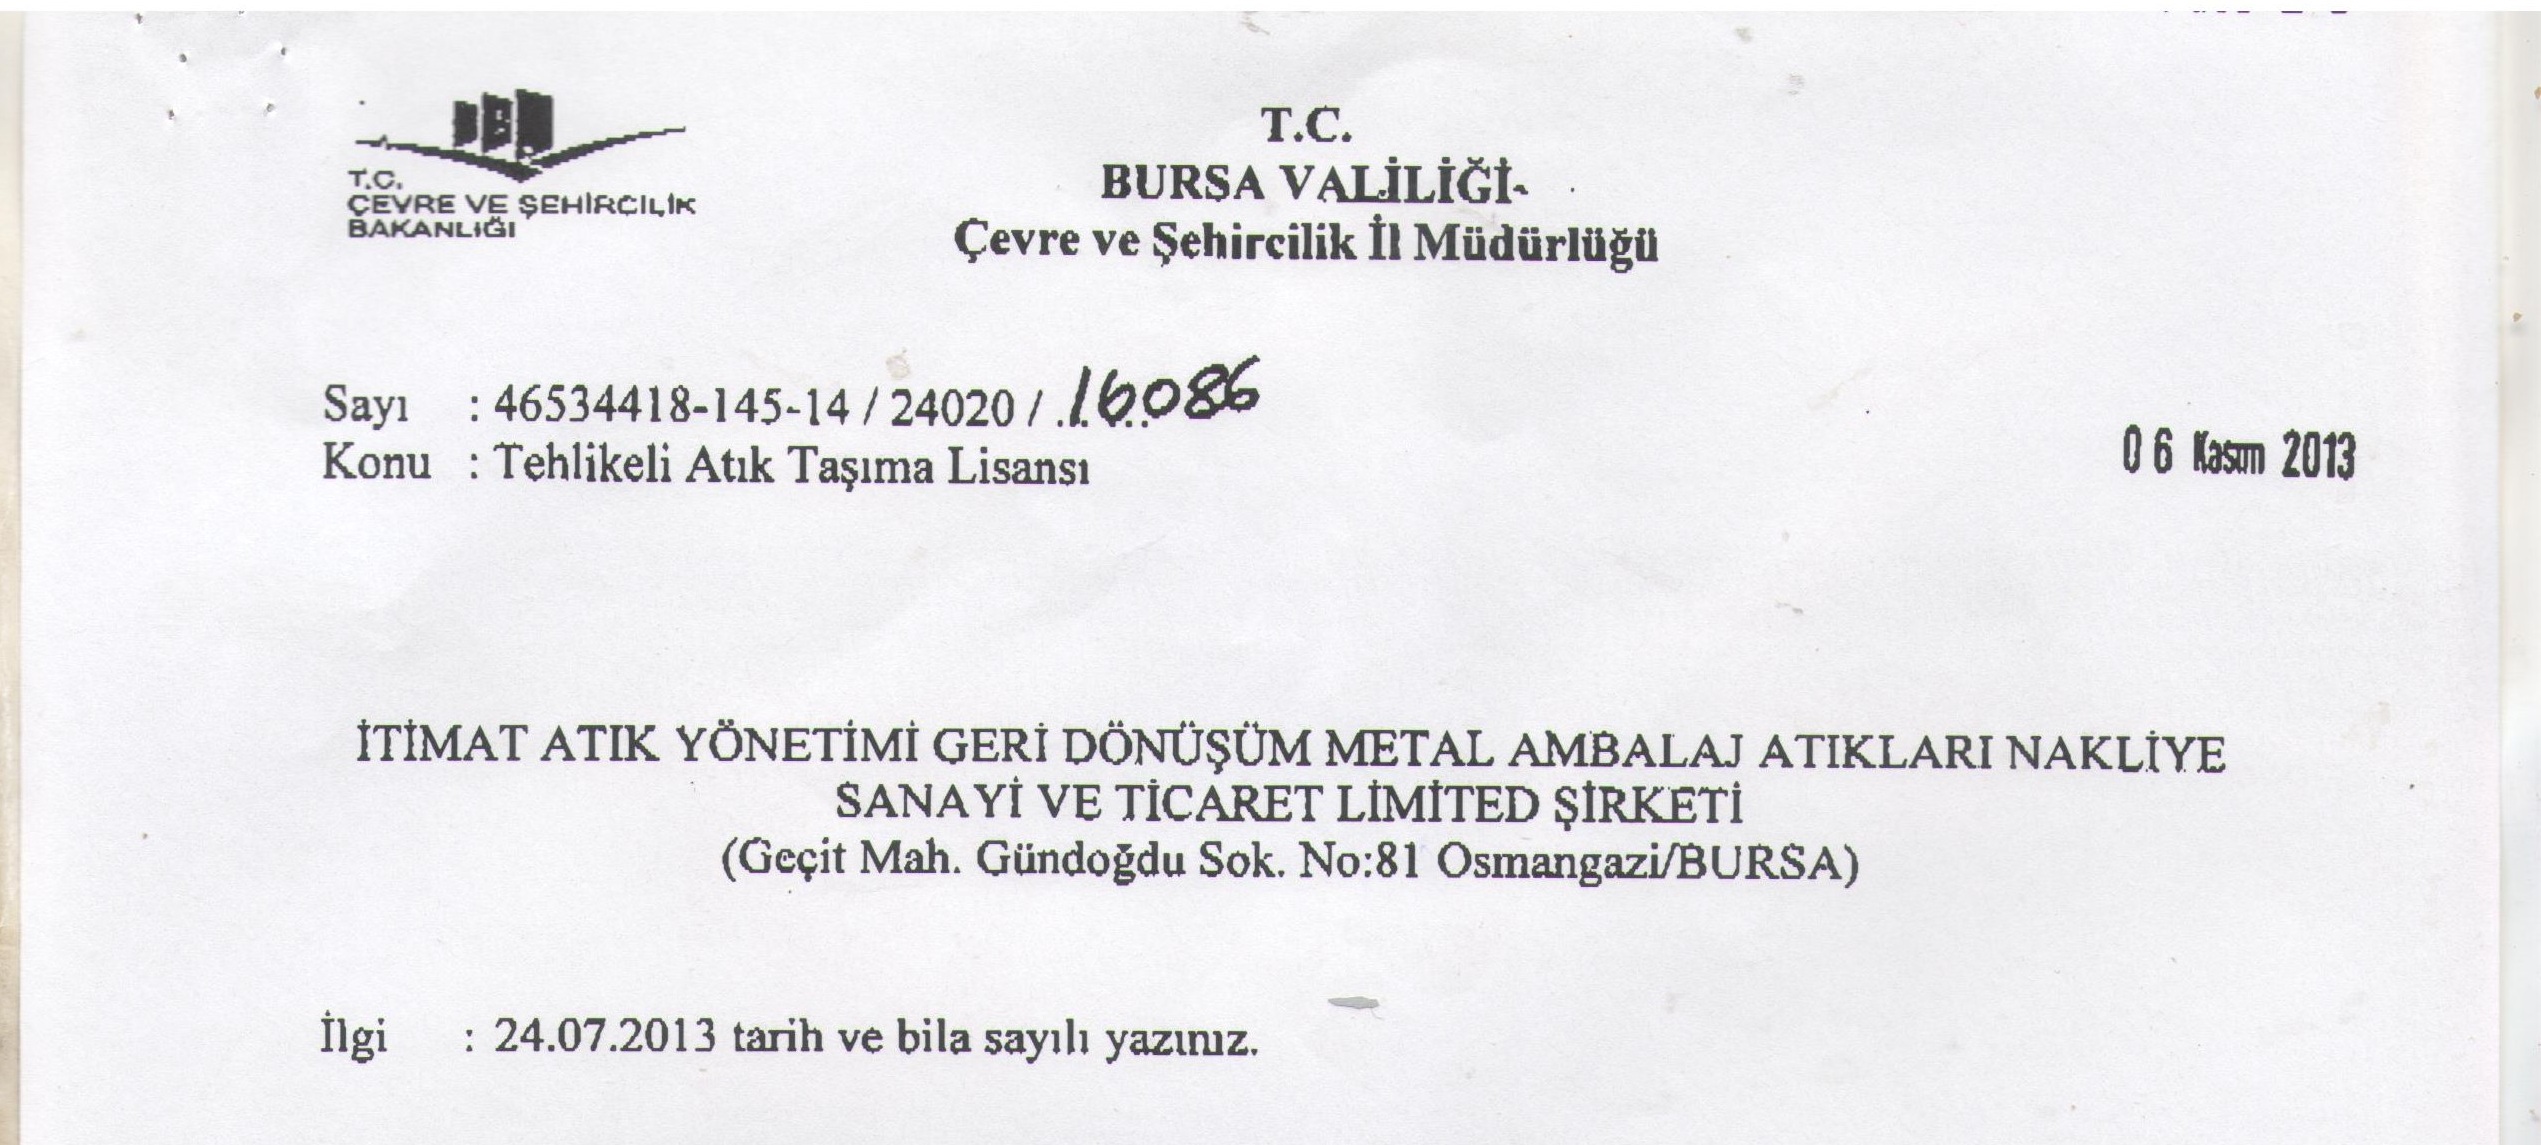 T.C.
ÇEVRE VE ŞEHİRCİLİK
BAKANLIĞI
T.C.
BURSA VALİLİĞİ
Çevre ve Şehircilik İl Müdürlüğü
Sayı : 46534418-145-14 / 24020 / 16086
Konu : Tehlikeli Atık Taşıma Lisansı
06 Kasım 2013
İTİMAT ATIK YÖNETİMİ GERİ DÖNÜŞÜM METAL AMBALAJ ATIKLARI NAKLİYE
SANAYİ VE TİCARET LİMİTED ŞİRKETİ
(Geçit Mah. Gündoğdu Sok. No:81 Osmangazi/BURSA)
İlgi : 24.07.2013 tarih ve bila sayılı yazınız.